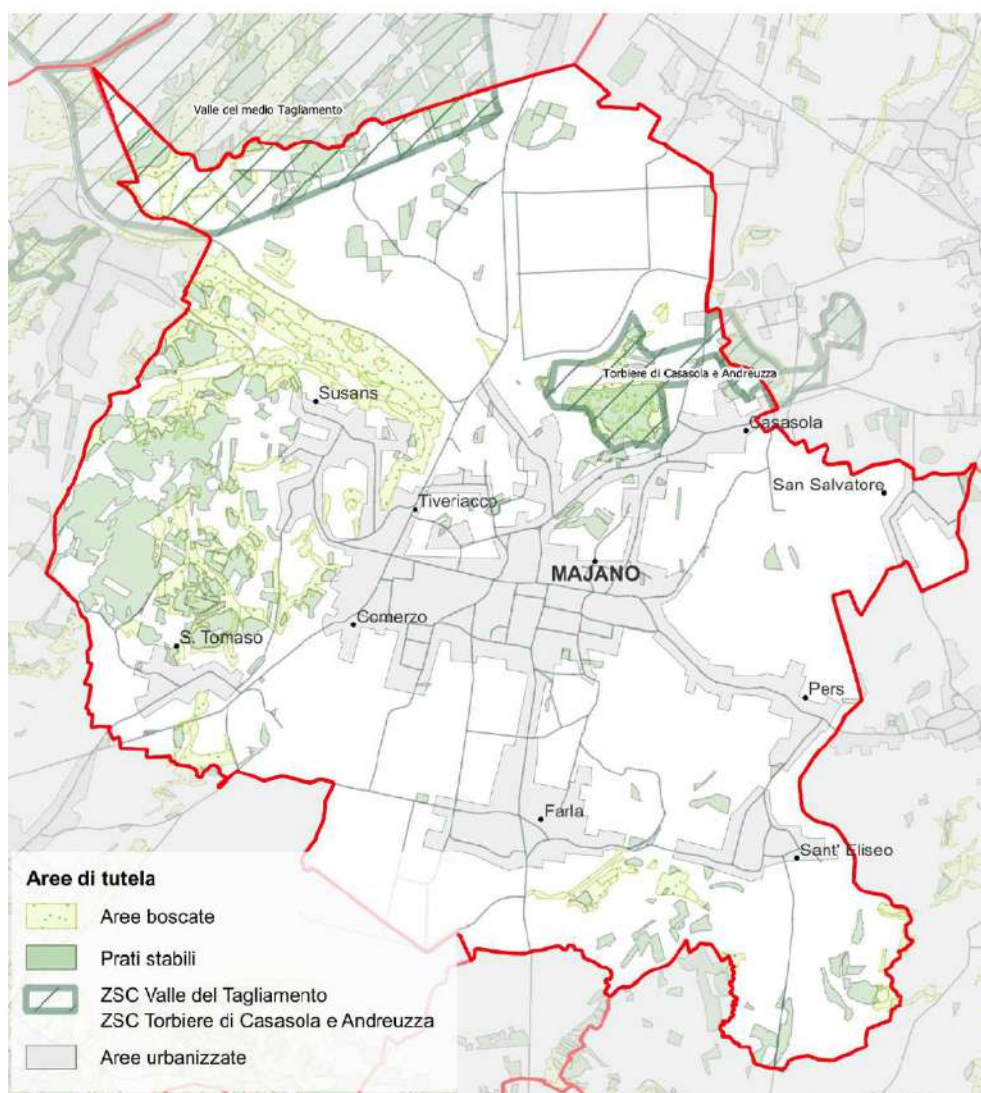 Valle del medio Tagliamento
Torbiere di Casasola e Andreuzza
Susans
Casasola
San Salvatore
Tiveriacco
MAJANO
Comerzo
S. Tomaso
Pers
Farla
Sant' Eliseo
Aree di tutela
Aree boscate
Prati stabili
ZSC Valle del Tagliamento
ZSC Torbiere di Casasola e Andreuzza
Aree urbanizzate